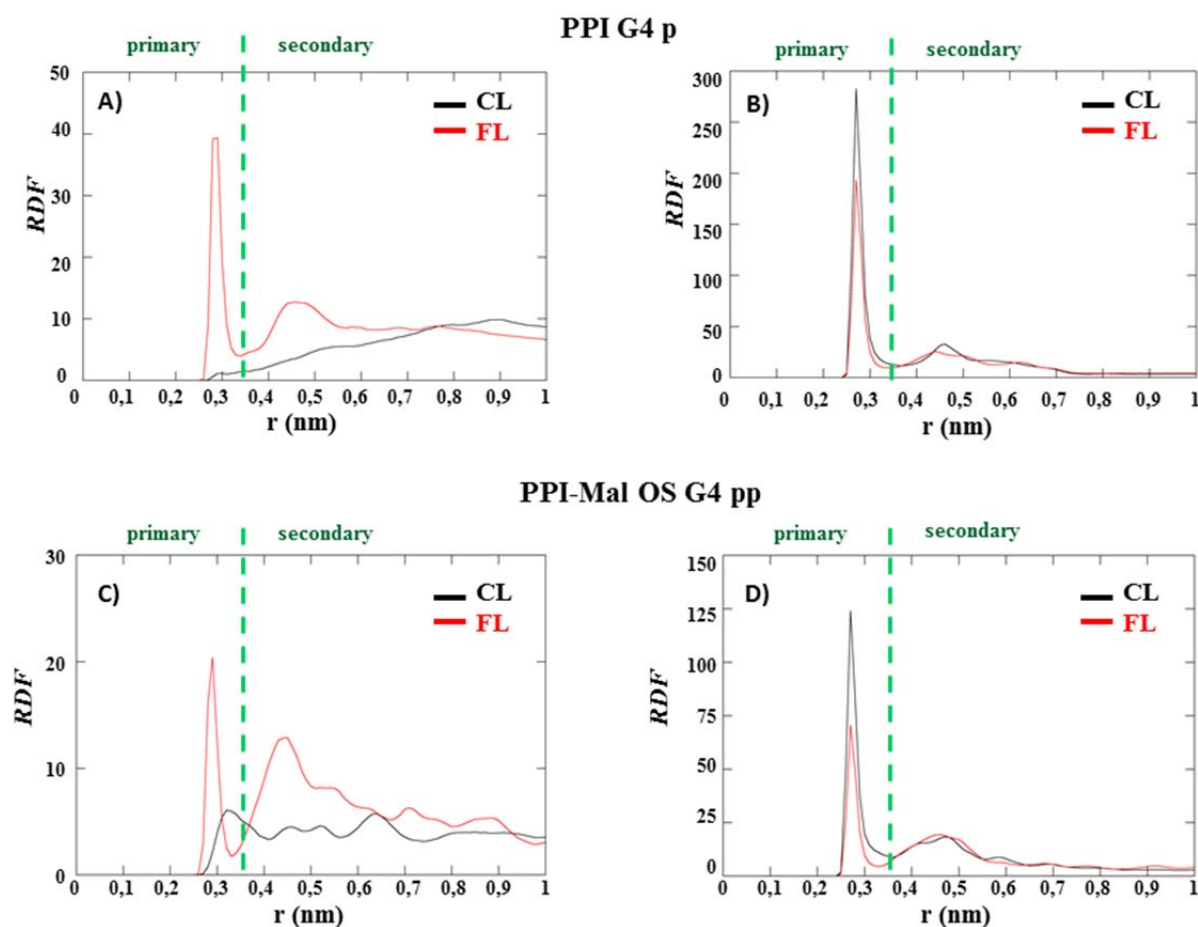 PPI G4 p
primary secondary
A)
CL
FL
50
40
30
20
10
0
RDF
0 0,1 0,2 0,3 0,4 0,5 0,6 0,7 0,8 0,9 1
r (nm)
primary secondary
B)
CL
FL
300
250
200
150
100
50
0
RDF
0 0,1 0,2 0,3 0,4 0,5 0,6 0,7 0,8 0,9 1
r (nm)
PPI-Mal OS G4 pp
primary secondary
C)
CL
FL
30
20
10
0
RDF
0 0,1 0,2 0,3 0,4 0,5 0,6 0,7 0,8 0,9 1
r (nm)
primary secondary
D)
CL
FL
150
125
100
75
50
25
0
RDF
0 0,1 0,2 0,3 0,4 0,5 0,6 0,7 0,8 0,9 1
r (nm)